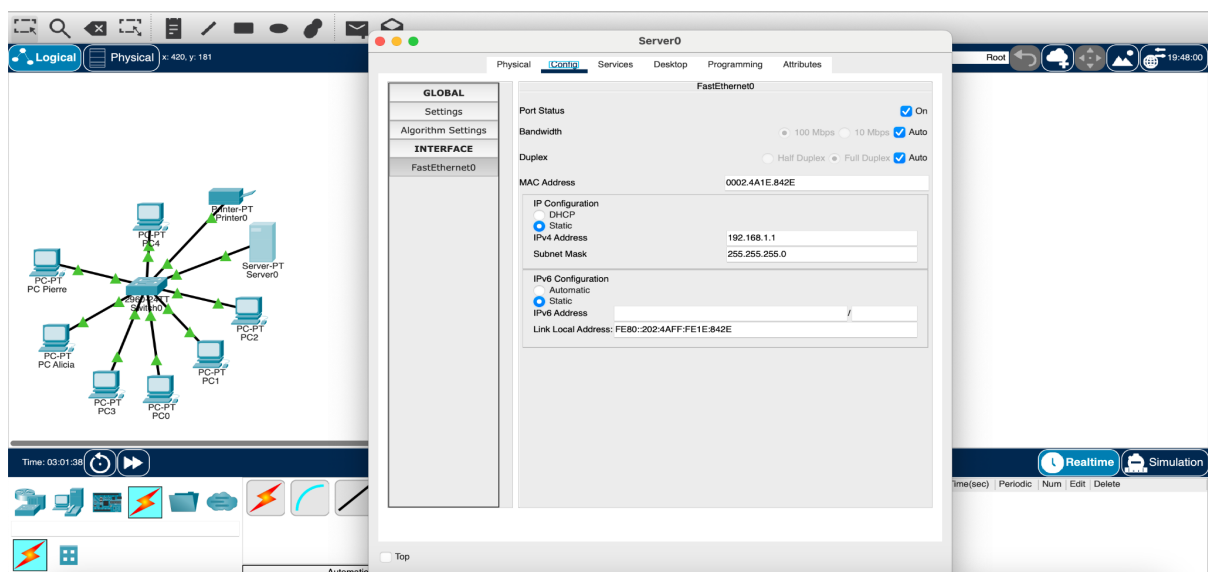 Server0
Logical
Physical
x: 420, y: 181
Root
19:48:00
Physical Config Services Desktop Programming Attributes
GLOBAL
Settings
Algorithm Settings
INTERFACE
FastEthernet0
FastEthernet0
Port Status
On
Bandwidth
100 Mbps
10 Mbps
Auto
Duplex
Half Duplex
Full Duplex
Auto
MAC Address
0002.4A1E.842E
IP Configuration
DHCP
Static
IPv4 Address
192.168.1.1
Subnet Mask
255.255.255.0
IPv6 Configuration
Automatic
Static
IPv6 Address
/
Link Local Address: FE80::202:4AFF:FE1E:842E
Top
Printer-PT
Printer0
PC-PT
PC4
Server-PT
Server0
PC-PT
PC Pierre
2960-24TT
Switch0
PC-PT
PC2
PC-PT
PC Alicia
PC-PT
PC1
PC-PT
PC3
PC-PT
PC0
Time: 03:01:38
Realtime
Simulation
Time(sec) Periodic Num Edit Delete